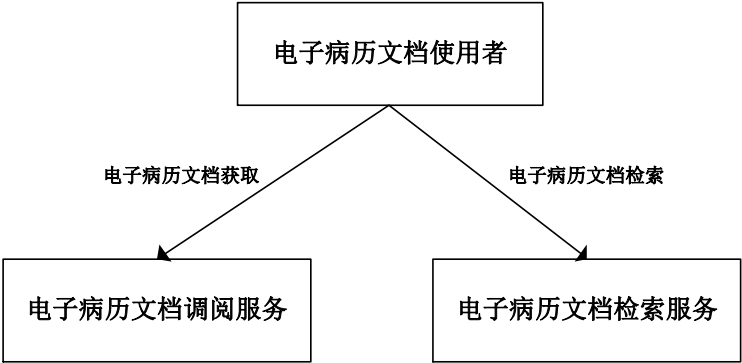 电子病历文档使用者
电子病历文档获取
电子病历文档检索
电子病历文档调阅服务
电子病历文档检索服务